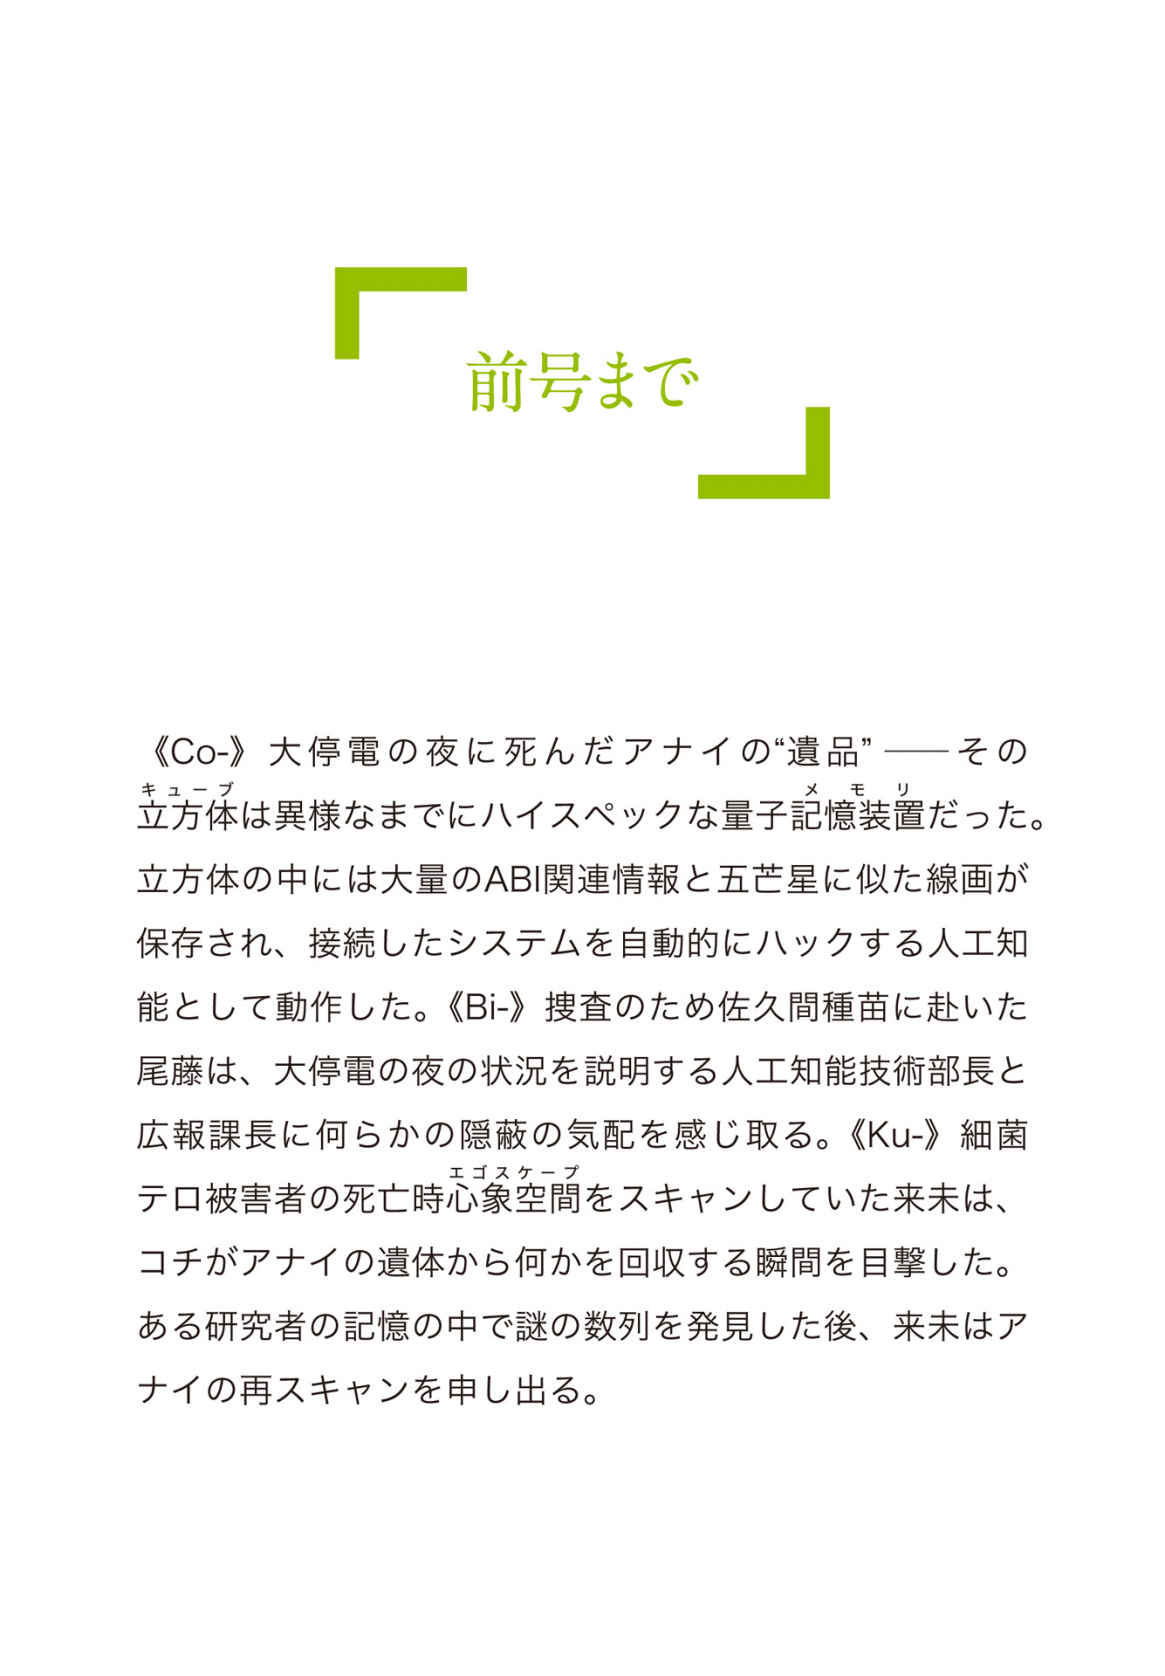 前号まで
《Co-》大停電の夜に死んだアナイの“遺品”——その
キューブ メモリ
立方体は異様なまでにハイスペックな量子記憶装置だった。
立方体の中には大量のABI関連情報と五芒星に似た線画が
保存され、接続したシステムを自動的にハックする人工知
能として動作した。《Bi-》捜査のため佐久間種苗に赴いた
尾藤は、大停電の夜の状況を説明する人工知能技術部長と
広報課長に何らかの隠蔽の気配を感じ取る。《Ku-》細菌
エゴスケープ
テロ被害者の死亡時心象空間をスキャンしていた来未は、
コチがアナイの遺体から何かを回収する瞬間を目撃した。
ある研究者の記憶の中で謎の数列を発見した後、来未はア
ナイの再スキャンを申し出る。